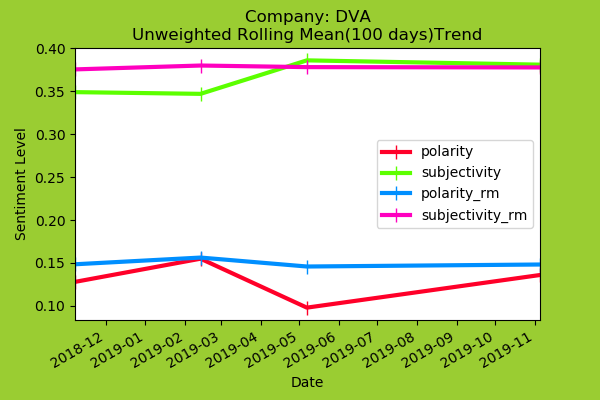 Company: DVA
Unweighted Rolling Mean(100 days)Trend
0.40
0.35
0.30
0.25
0.20
0.15
0.10
Sentiment Level
polarity
subjectivity
polarity_rm
subjectivity_rm
2018-12
2019-01
2019-02
2019-03
2019-04
2019-05
2019-06
2019-07
2019-08
2019-09
2019-10
2019-11
Date